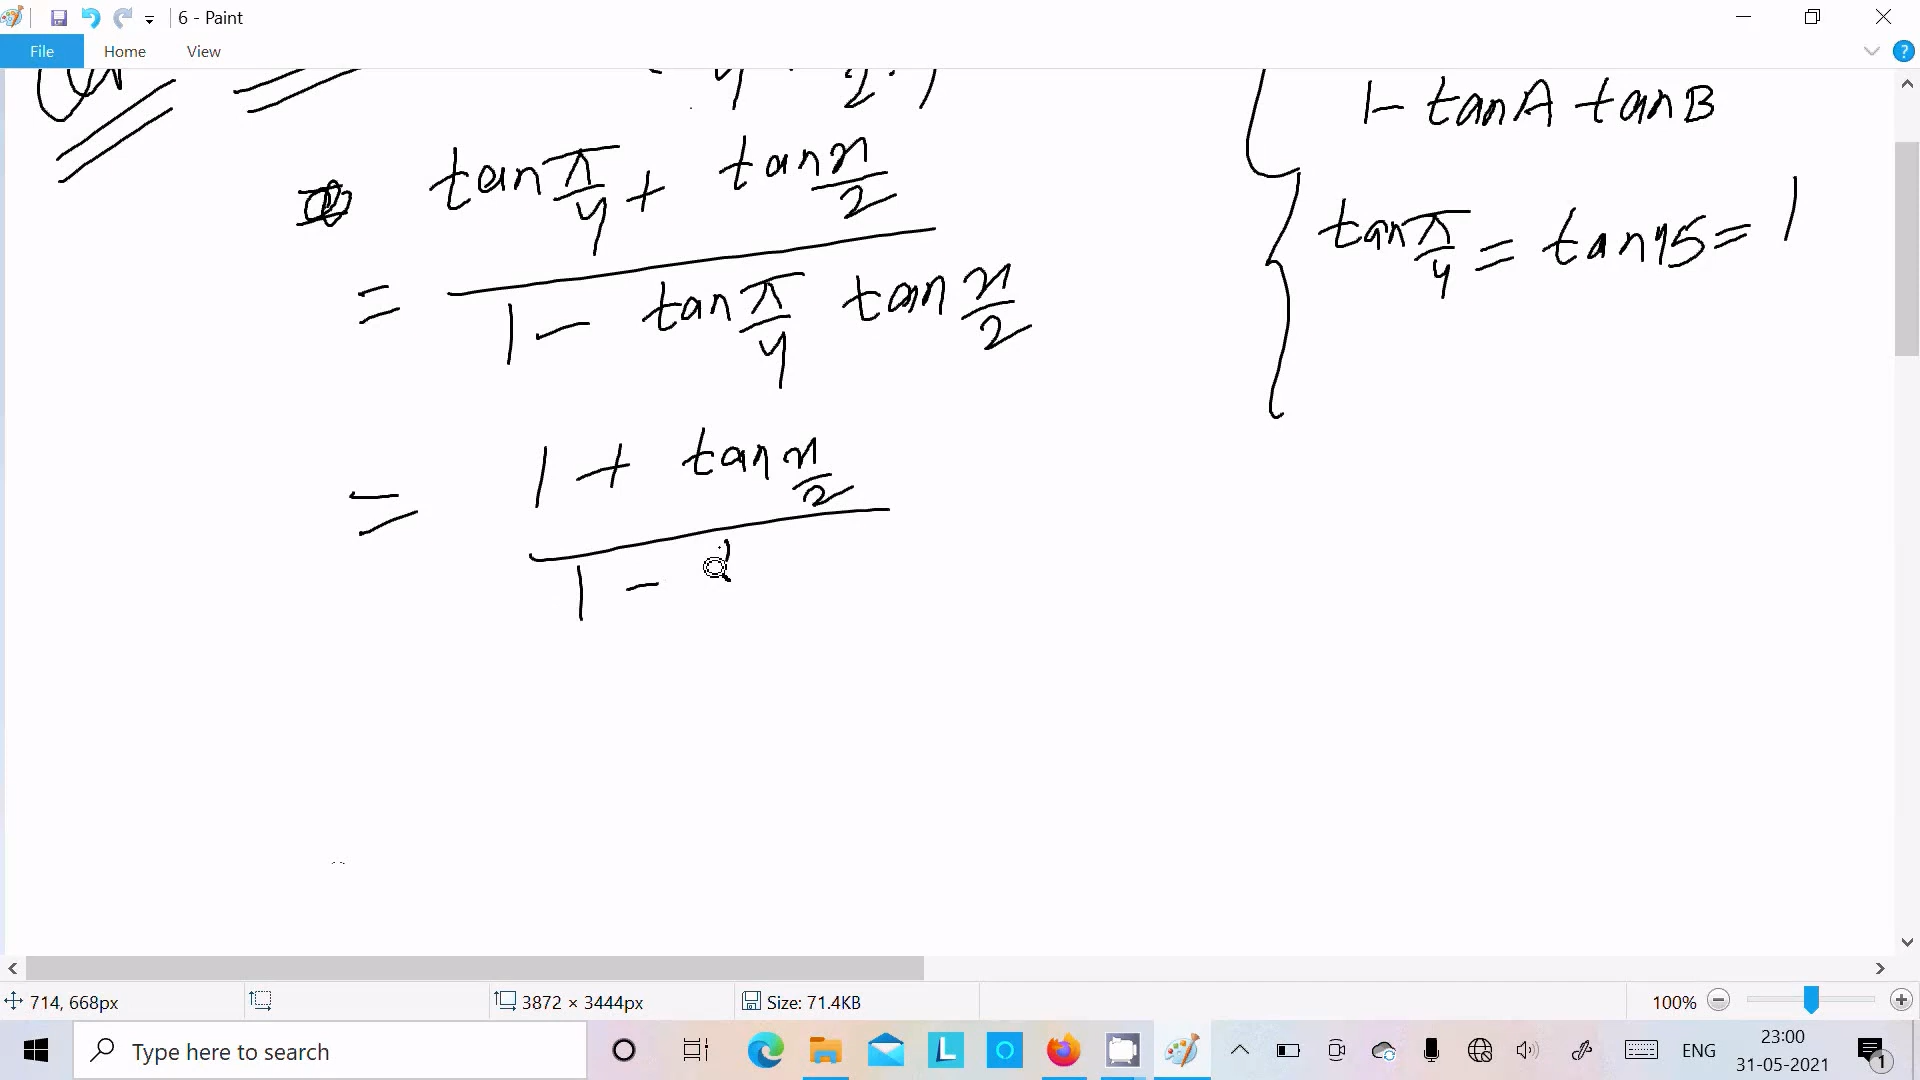 6 - Paint
File Home View
1 - tanA tanB
tan π/4 + tan x/2
tan π/4 = tan 45 = 1
=
1 - tan π/4 tan x/2
1 + tan x/2
=
1 -
714, 668px 3872 × 3444px Size: 71.4KB 100%
Type here to search ENG 23:00
31-05-2021 1